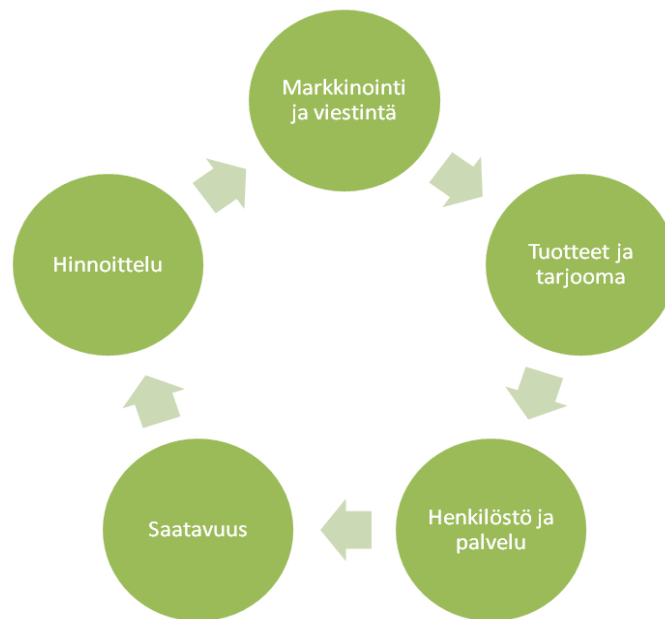 Markkinointi
ja viestintä
Tuotteet ja
tarjooma
Henkilöstö ja
palvelu
Saatavuus
Hinnoittelu